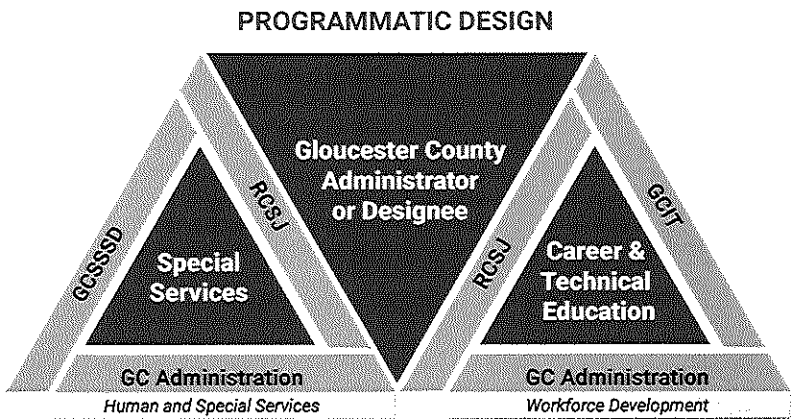 PROGRAMMATIC DESIGN
Gloucester County
Administrator
or Designee
GCSSSD
RCSJ
Special
Services
GC Administration
Human and Special Services
RCSJ
GCIT
Career &
Technical
Education
GC Administration
Workforce Development